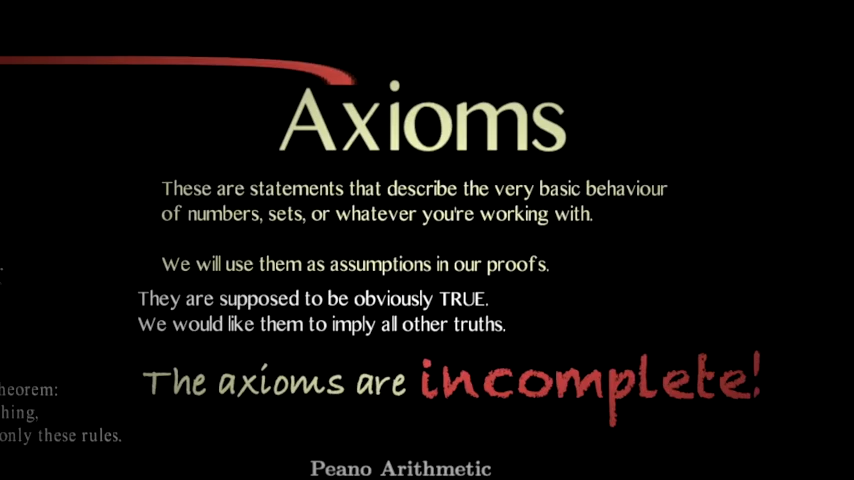 Axioms
These are statements that describe the very basic behaviour
of numbers, sets, or whatever you're working with.
We will use them as assumptions in our proofs.
They are supposed to be obviously TRUE.
We would like them to imply all other truths.
The axioms are incomplete!
heorem:
hing,
only these rules.
Peano Arithmetic